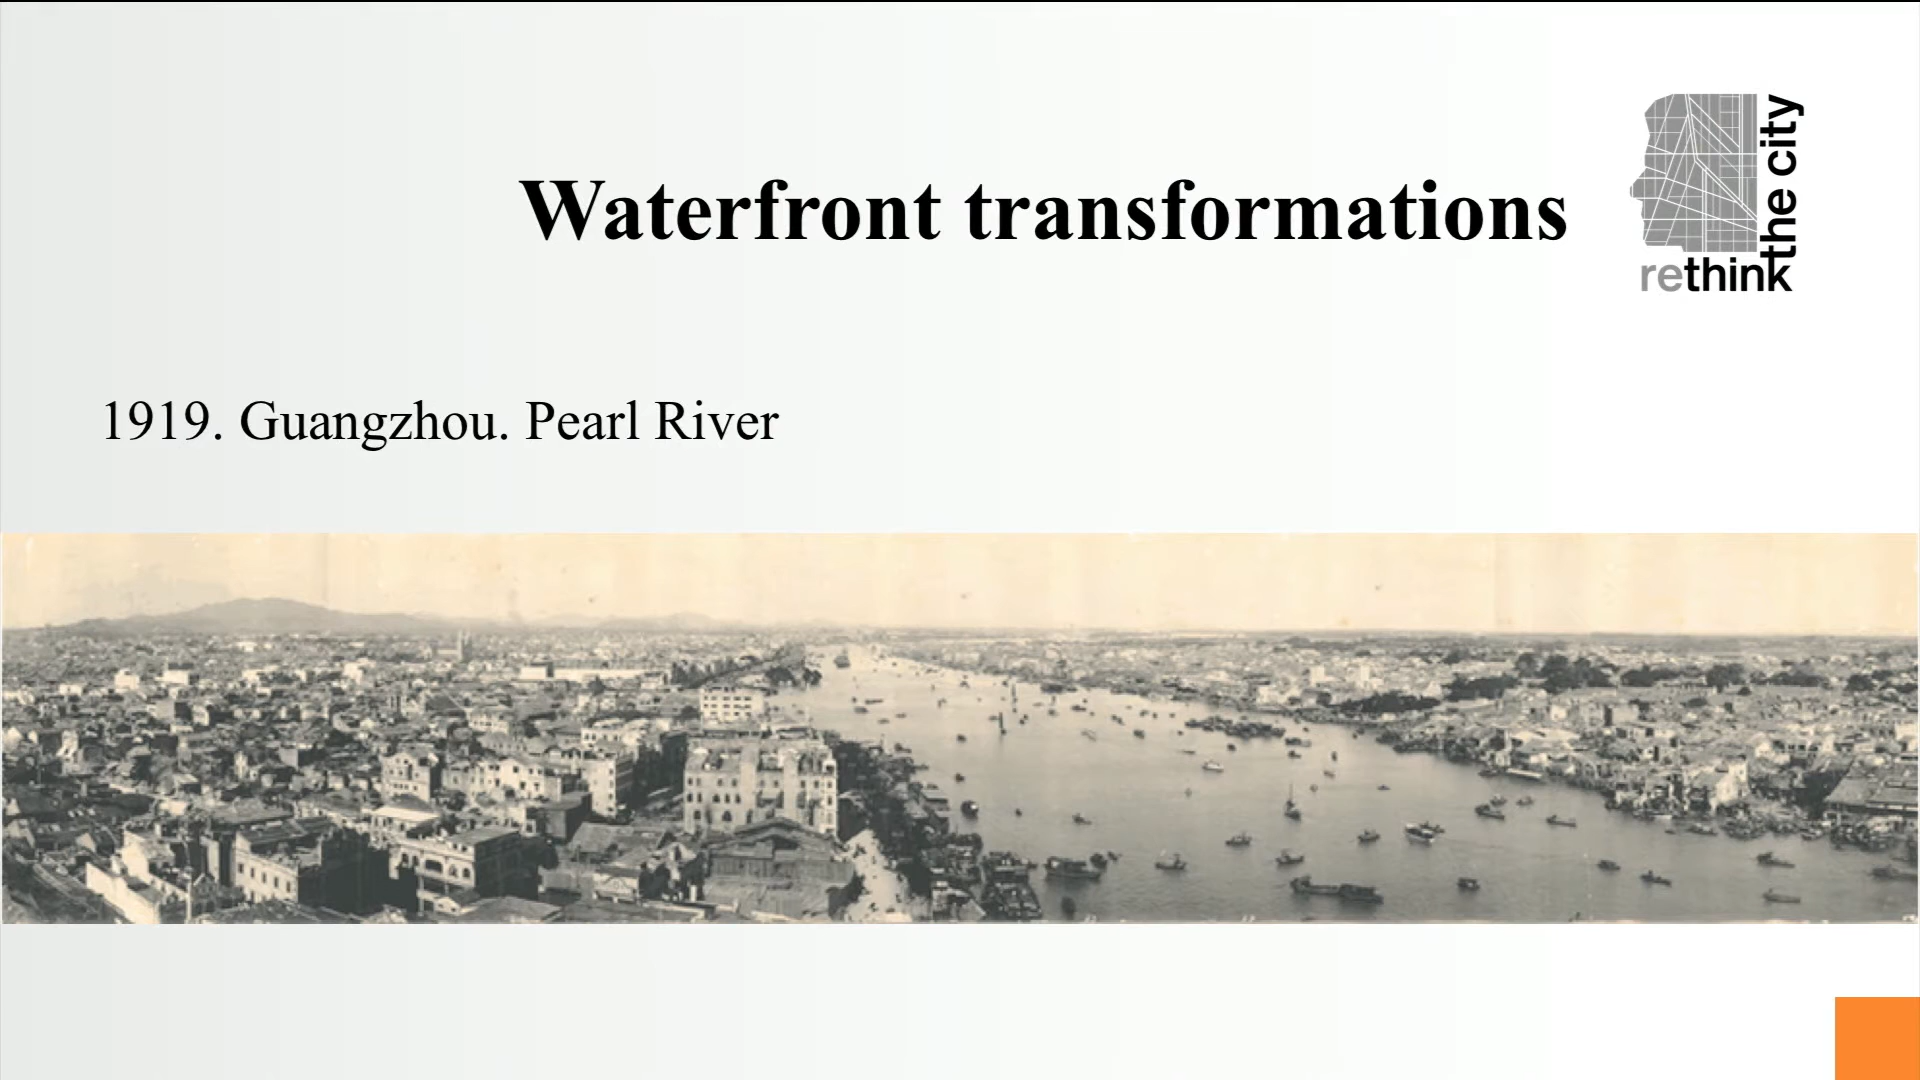 Waterfront transformations
the city
rethink
1919. Guangzhou. Pearl River